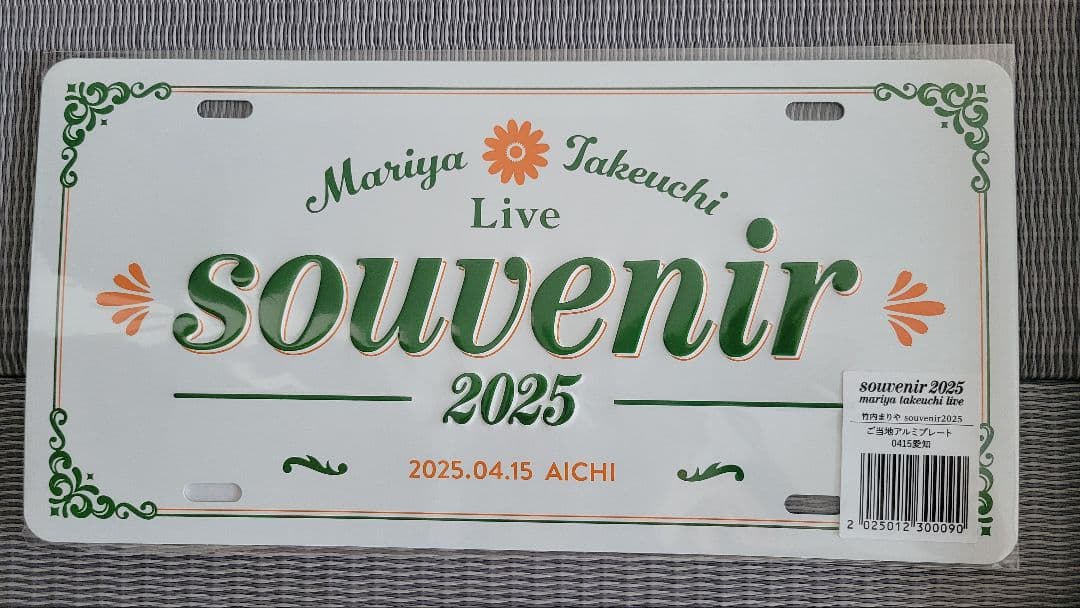 Mariya Takeuchi
Live
souvenir
2025
2025.04.15 AICHI
souvenir 2025
mariya takeuchi live
竹内まりや souvenir2025
ご当地アルミプレート
0415愛知
2 025012 300090